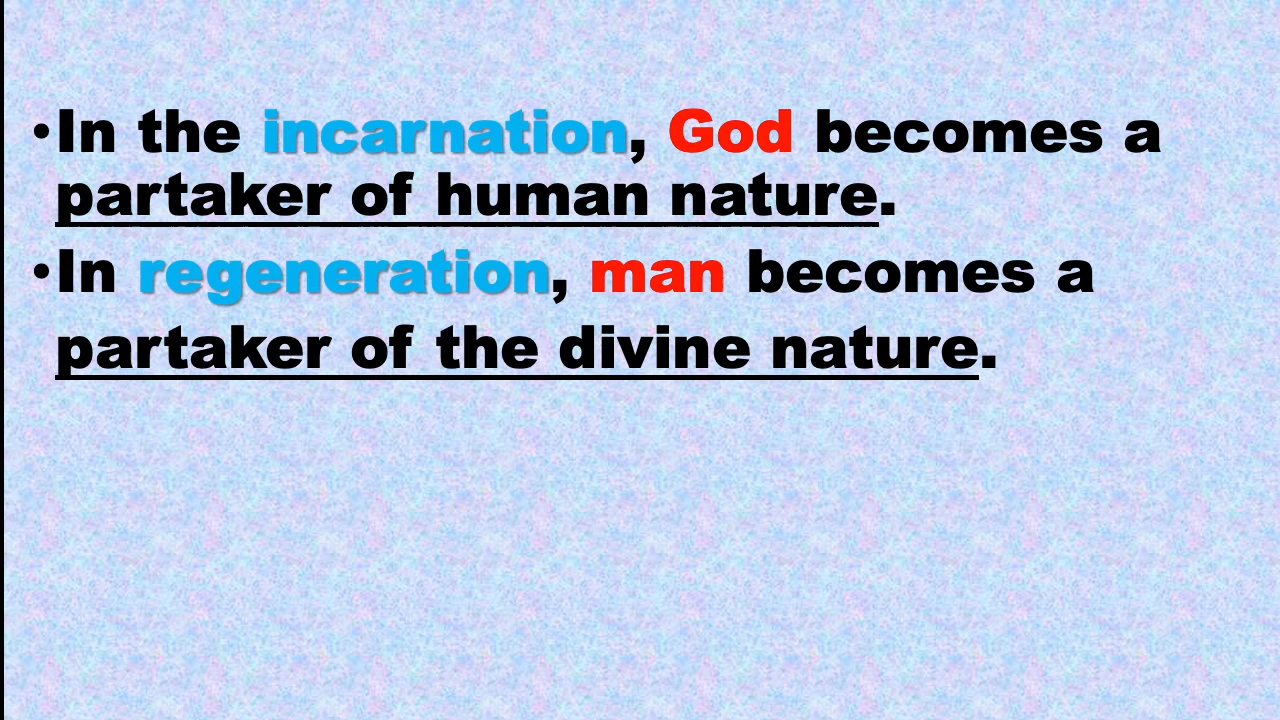 •In the incarnation, God becomes a
partaker of human nature.
•In regeneration, man becomes a
partaker of the divine nature.